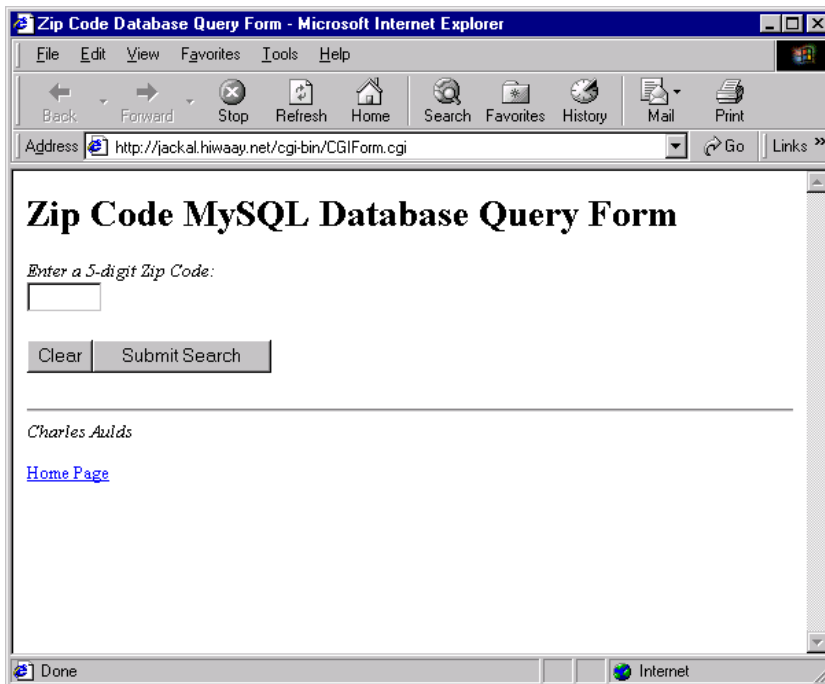 Zip Code Database Query Form - Microsoft Internet Explorer
File Edit View Favorites Tools Help
Back Forward Stop Refresh Home Search Favorites History Mail Print
Address http://jackal.hiwaay.net/cgi-bin/CGIForm.cgi Go Links »
Zip Code MySQL Database Query Form
Enter a 5-digit Zip Code:
Clear Submit Search
Charles Aulds
Home Page
Done Internet